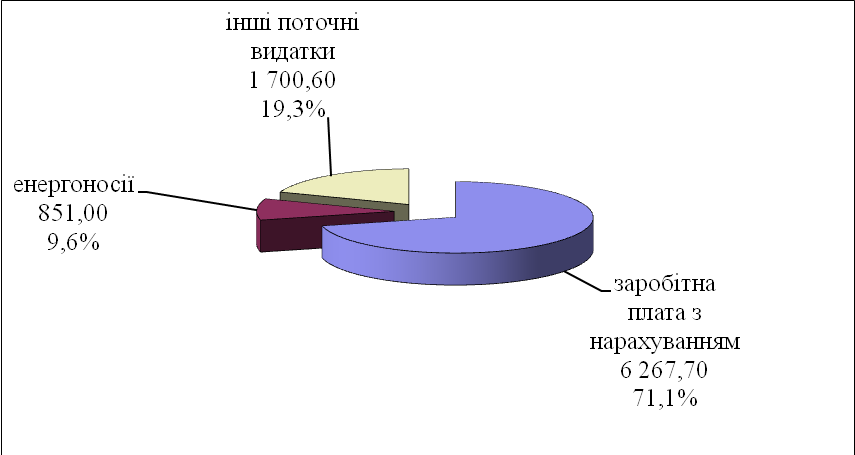 інші поточні
видатки
1 700,60
19,3%
енергоносії
851,00
9,6%
заробітна
плата з
нарахуванням
6 267,70
71,1%